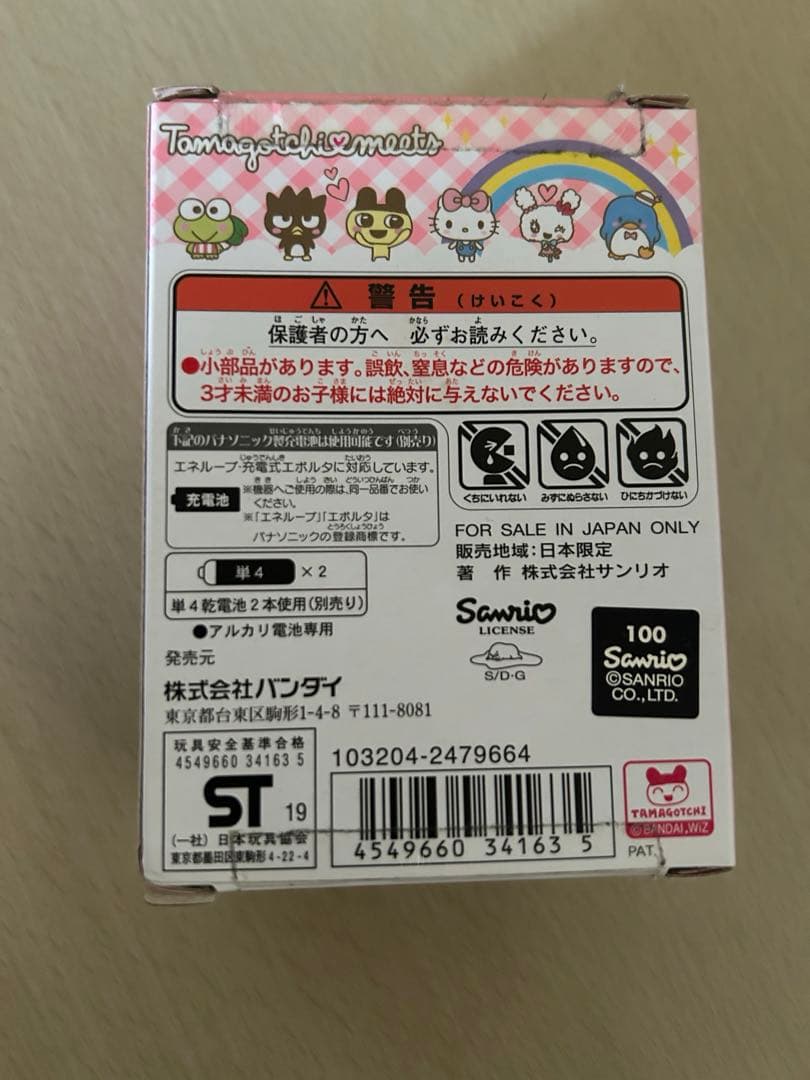 Tamagotchi meets
警告 (けいこく)
保護者の方へ 必ずお読みください。
●小部品があります。誤飲、窒息などの危険がありますので、
3才未満のお子様には絶対に与えないでください。
下記のパナソニック製充電池は使用可能です(別売り)
エネループ・充電式エボルタに対応しています。
充電池
※機器へご使用の際は、同一品番でお使い
ください。
※「エネループ」「エボルタ」は
パナソニックの登録商標です。
くちにいれない みずにぬらさない ひにちかづけない
単4 ×2
単4乾電池2本使用(別売り)
●アルカリ電池専用
FOR SALE IN JAPAN ONLY
販売地域:日本限定
著 作 株式会社サンリオ
Sanrio
LICENSE
S/D・G
100
Sanrio
©SANRIO
CO.,LTD.
発売元
株式会社バンダイ
東京都台東区駒形1-4-8 〒111-8081
玩具安全基準合格
4549660 34163 5
ST 19
(一社)日本玩具協会
東京都墨田区東駒形4-22-4
103204-2479664
4549660 341635
TAMAGOTCHI
©BANDAI,WiZ
PAT.